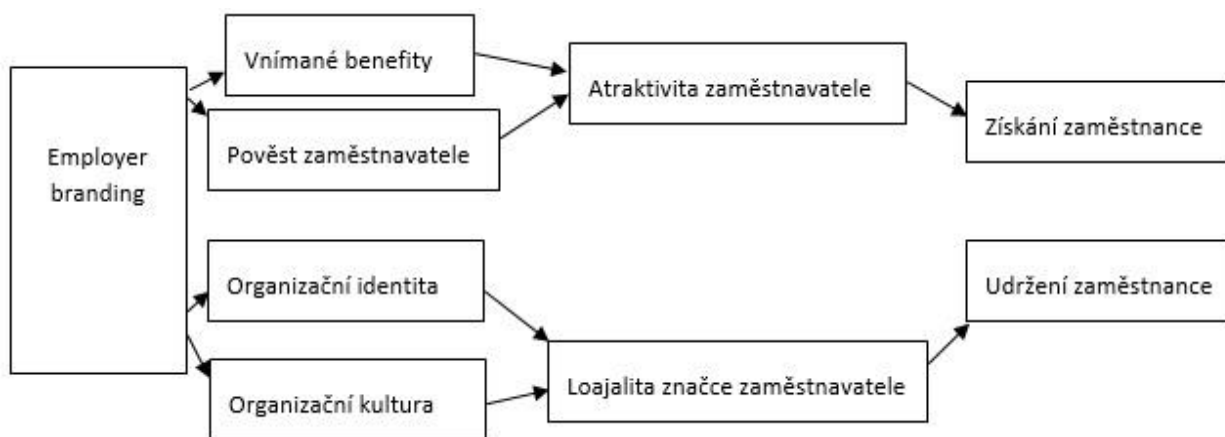 Employer
branding
Vnímané benefity
Pověst zaměstnavatele
Atraktivita zaměstnavatele
Získání zaměstnance
Organizační identita
Organizační kultura
Loajalita značce zaměstnavatele
Udržení zaměstnance